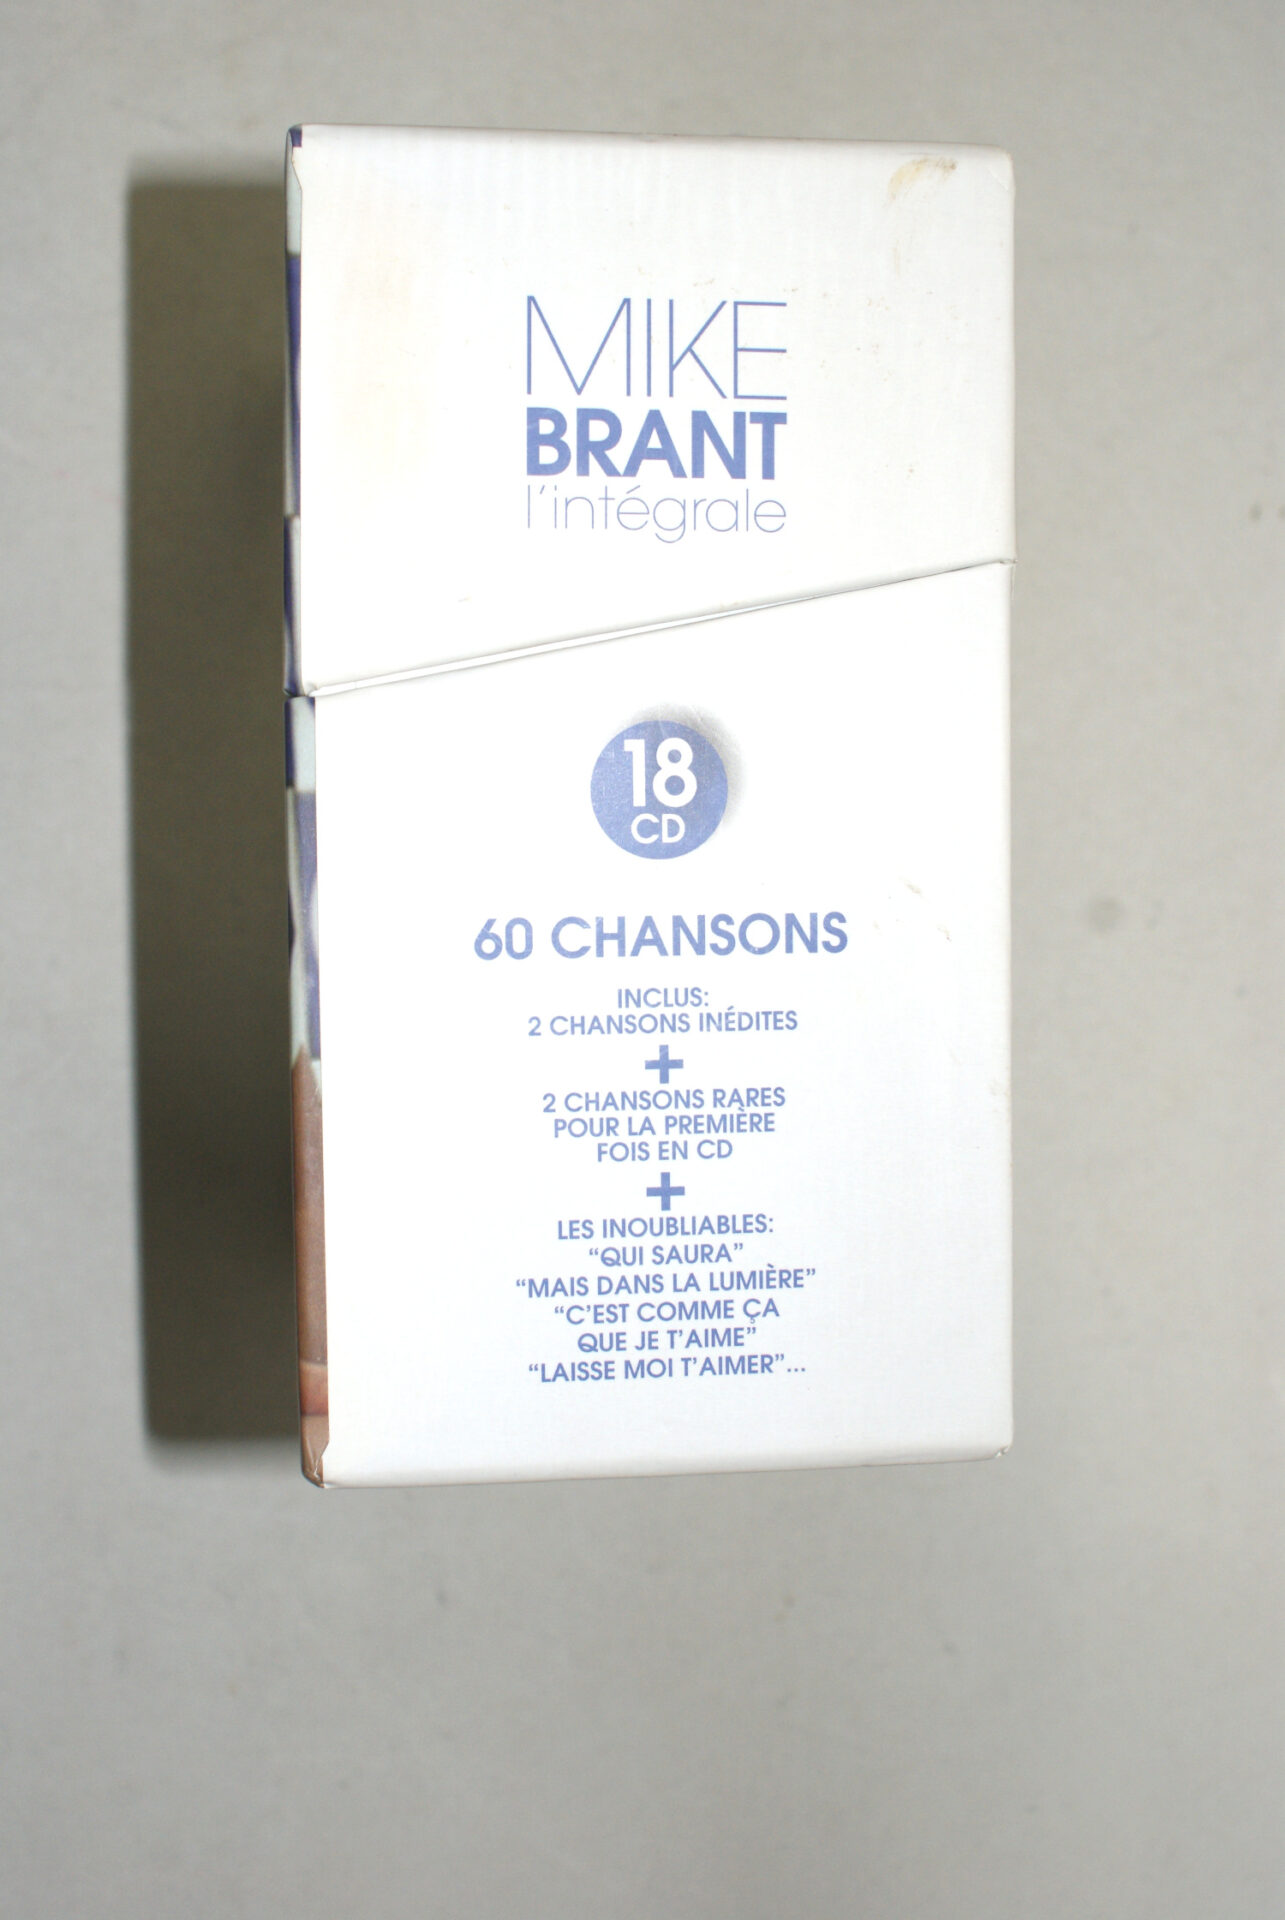 MIKE
BRANT
l'intégrale
18
CD
60 CHANSONS
INCLUS:
2 CHANSONS INÉDITES
+
2 CHANSONS RARES
POUR LA PREMIÈRE
FOIS EN CD
+
LES INOUBLIABLES:
“QUI SAURA”
“MAIS DANS LA LUMIÈRE”
“C’EST COMME ÇA
QUE JE T’AIME”
“LAISSE MOI T’AIMER”...